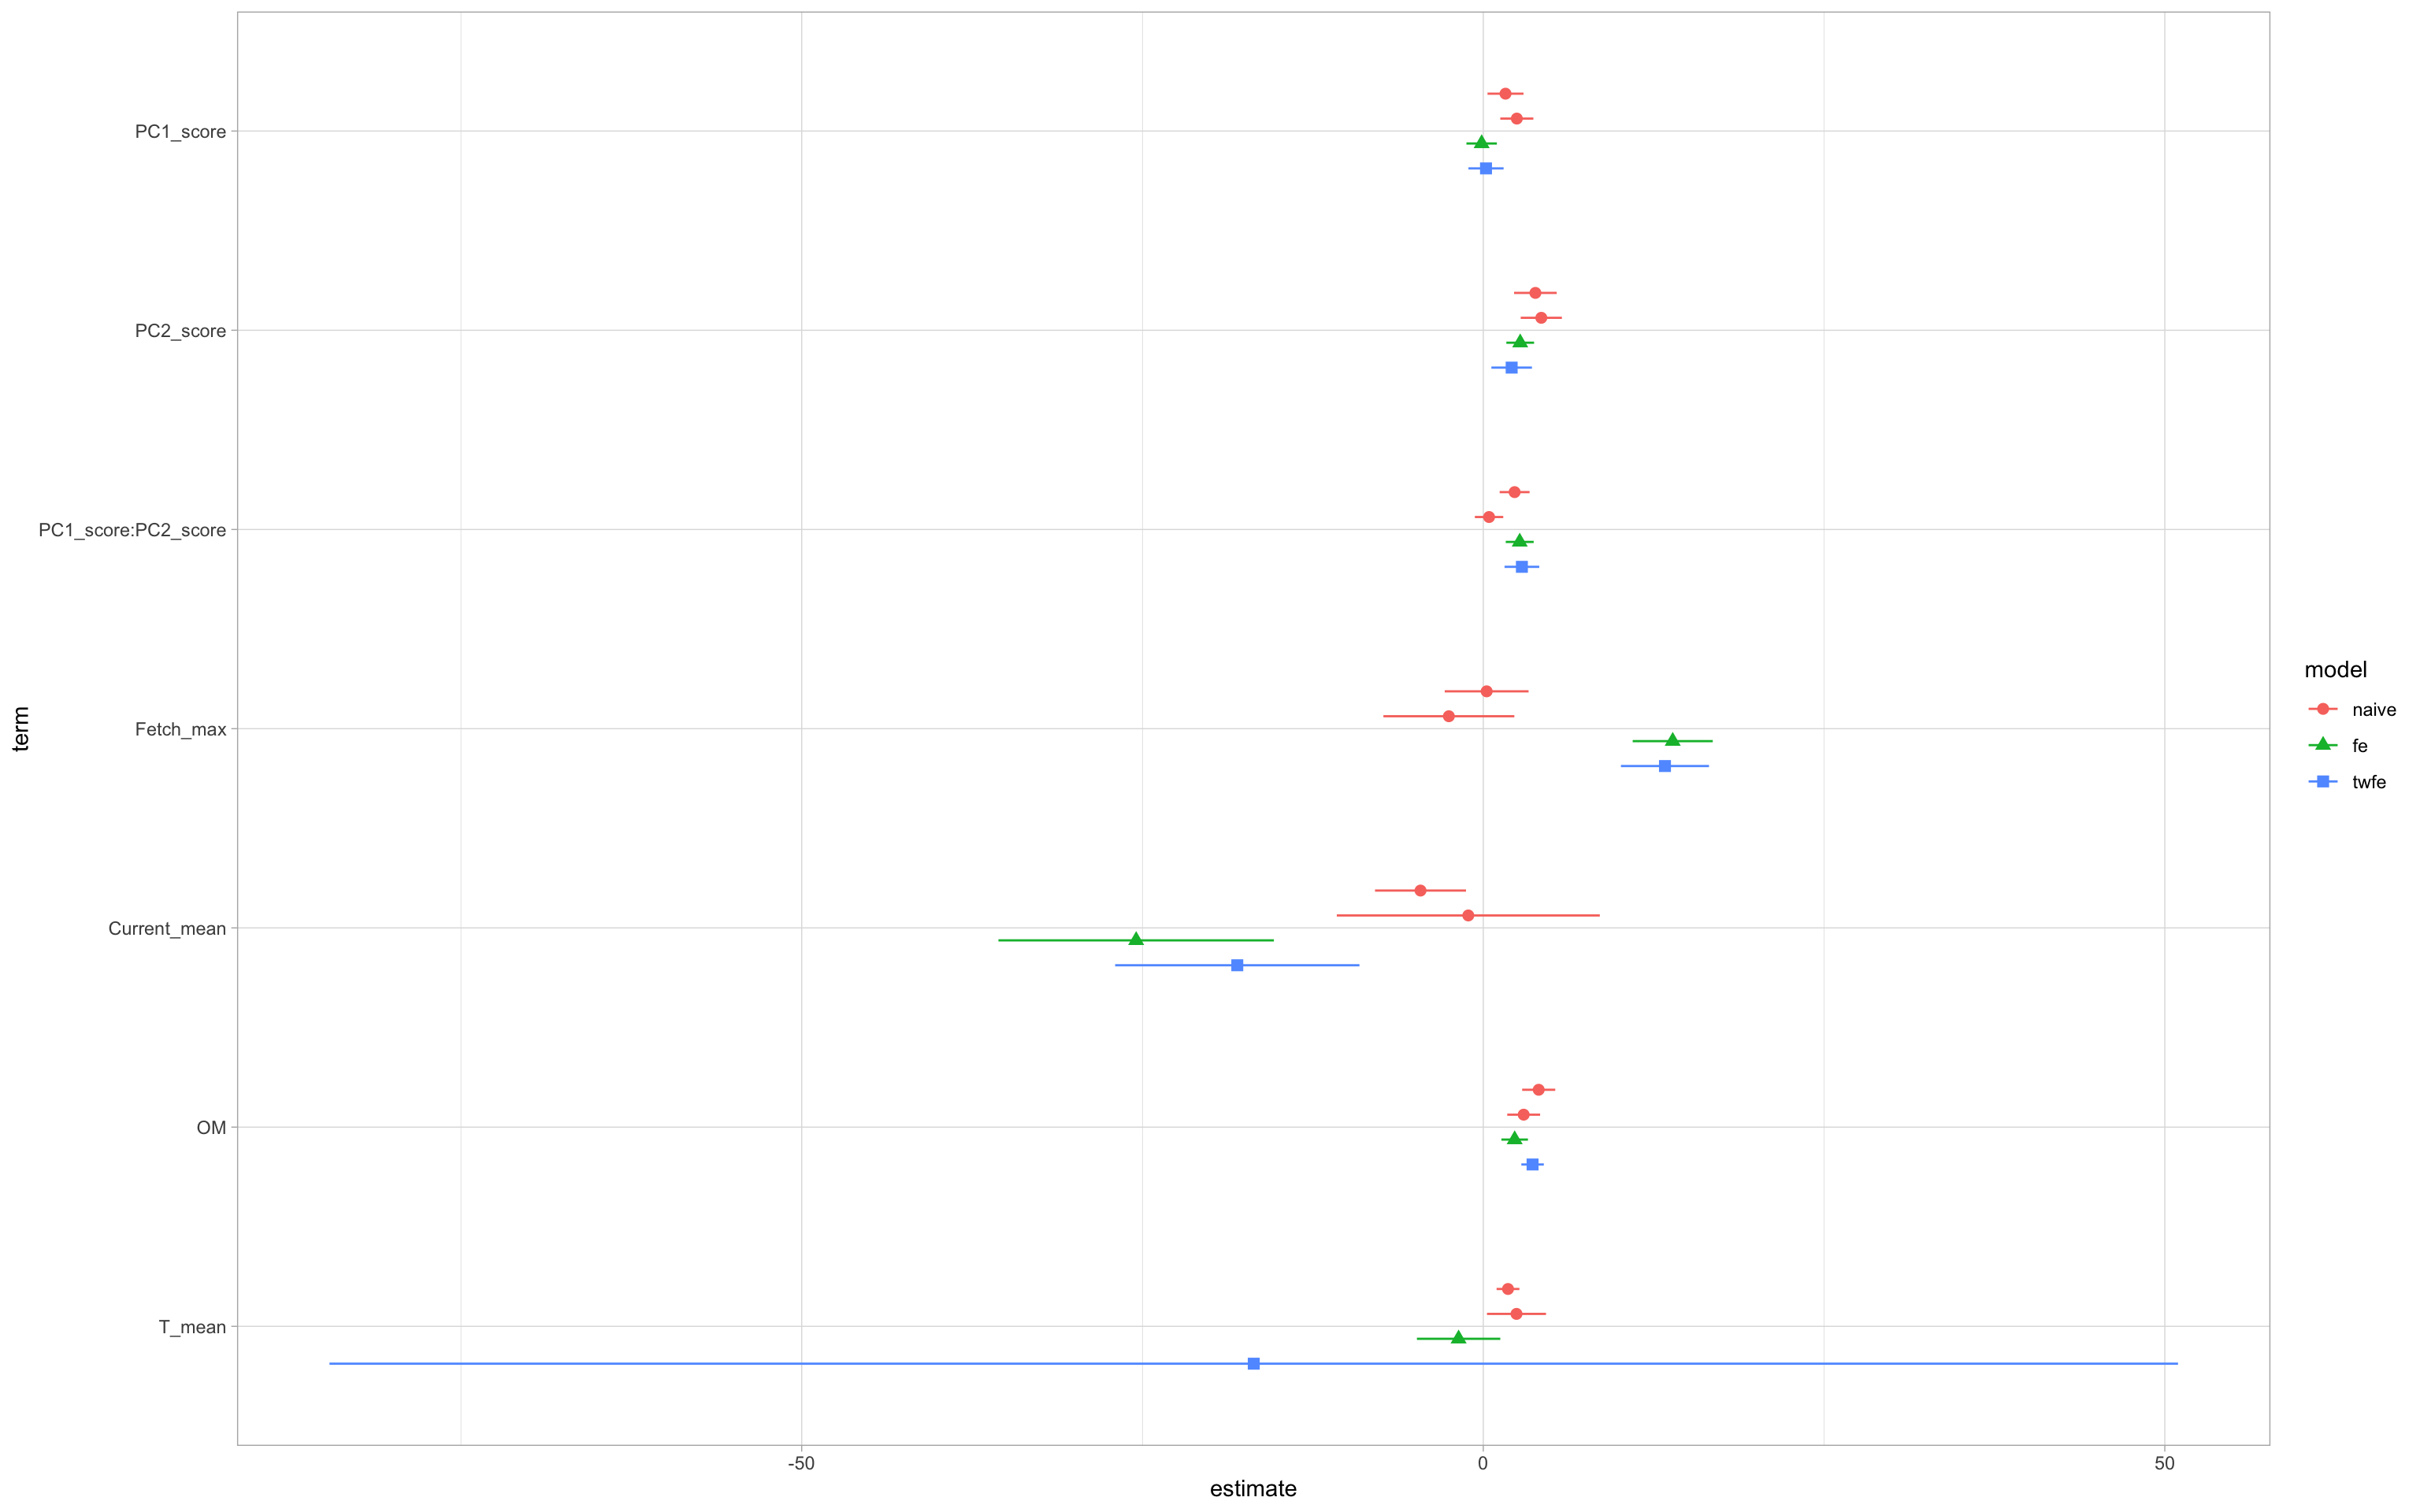 PC1_score
PC2_score
PC1_score:PC2_score
Fetch_max
Current_mean
OM
T_mean
term
-50
0
50
estimate
model
naive
fe
twfe